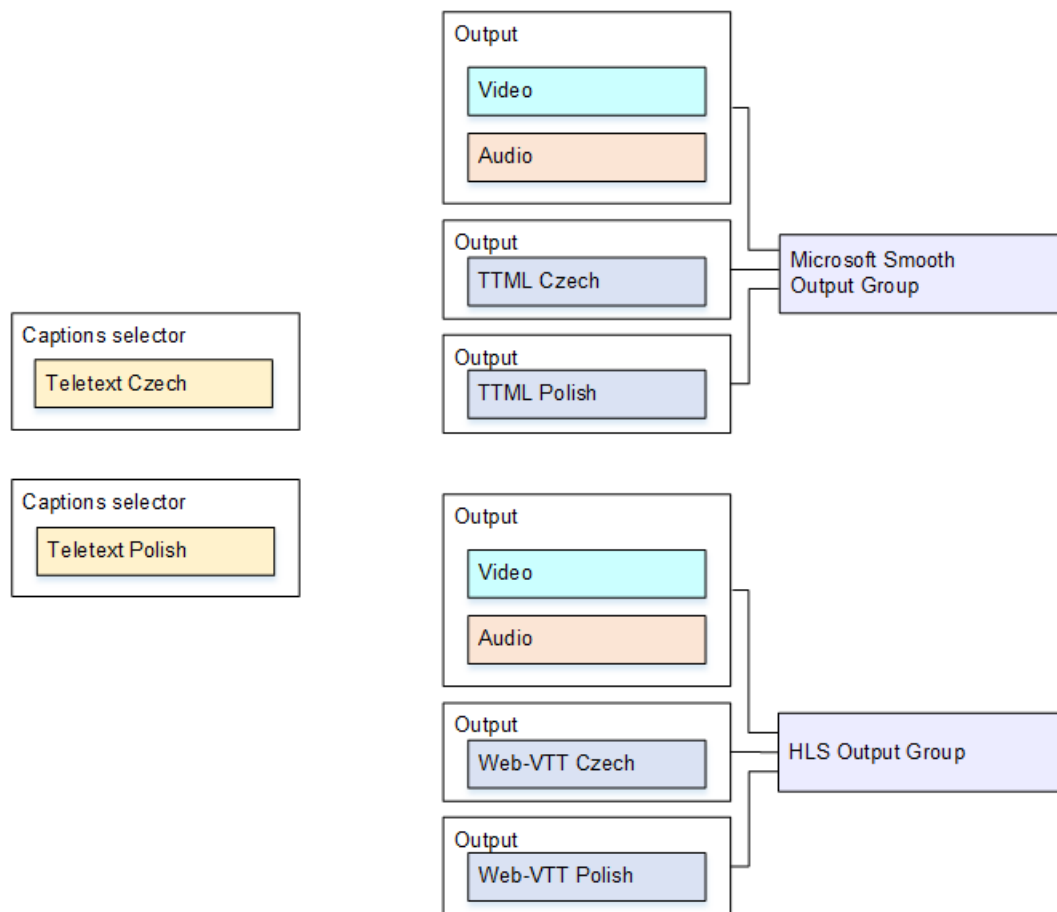 Captions selector
Teletext Czech
Captions selector
Teletext Polish
Output
Video
Audio
Output
TTML Czech
Output
TTML Polish
Microsoft Smooth
Output Group
Output
Video
Audio
Output
Web-VTT Czech
Output
Web-VTT Polish
HLS Output Group